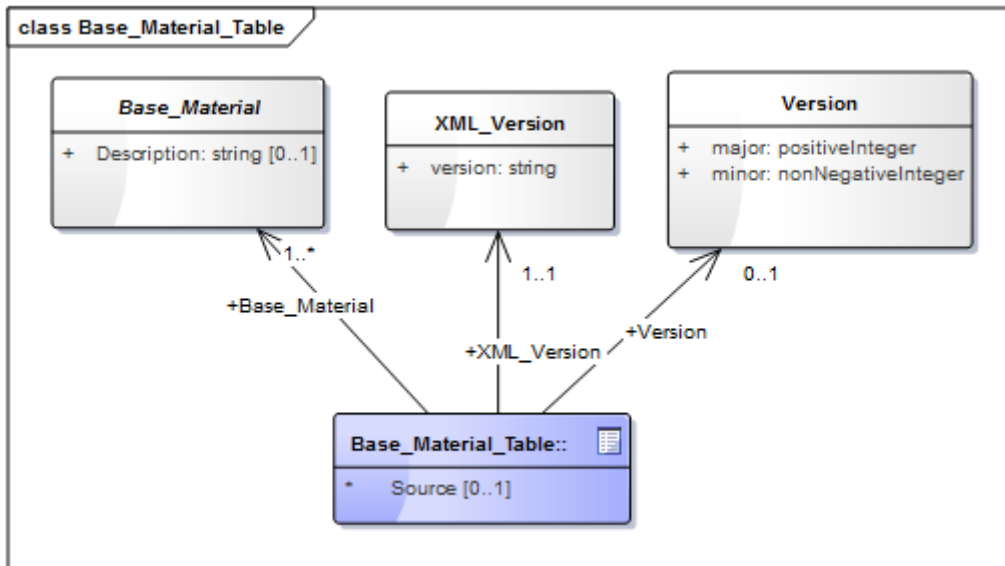 class Base_Material_Table
Base_Material
+ Description: string [0..1]
XML_Version
+ version: string
Version
+ major: positiveInteger
+ minor: nonNegativeInteger
1..*
1..1
0..1
+Base_Material
+XML_Version
+Version
Base_Material_Table::
* Source [0..1]